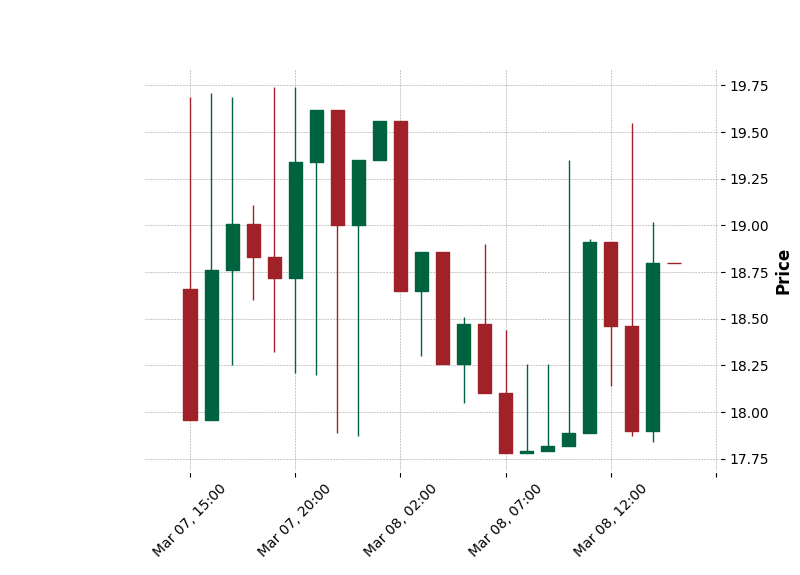 19.75
19.50
19.25
19.00
18.75
18.50
18.25
18.00
17.75
Price
Mar 07, 15:00
Mar 07, 20:00
Mar 08, 02:00
Mar 08, 07:00
Mar 08, 12:00